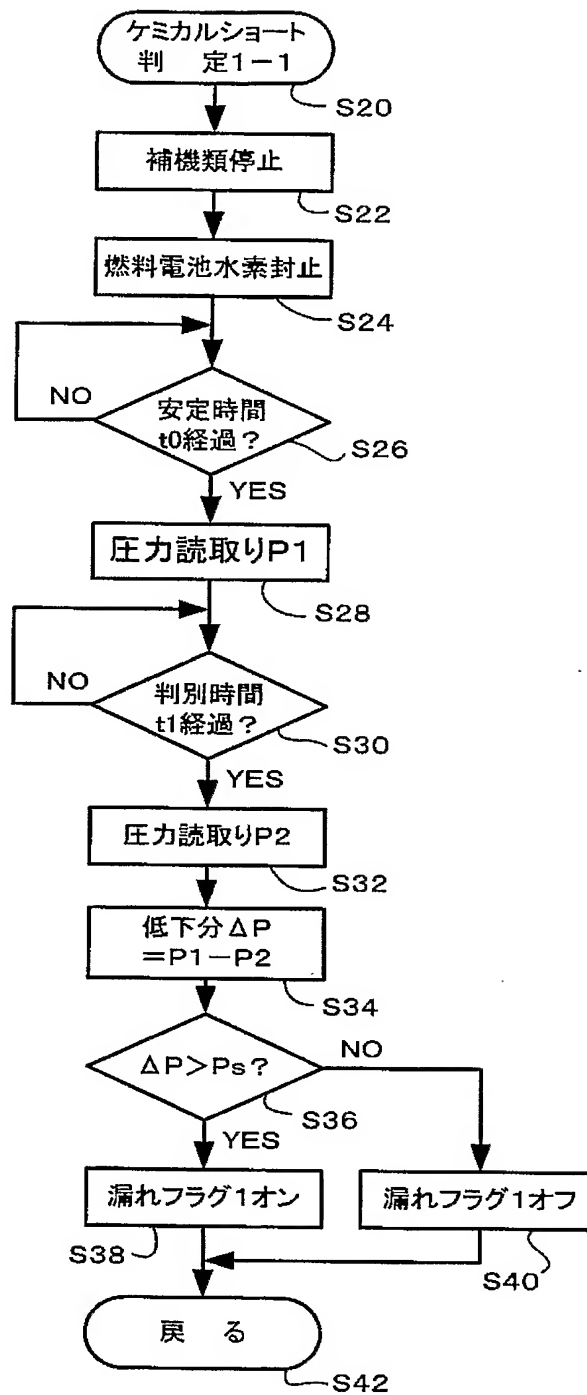 ケミカルショート
判　定1－1
S20
補機類停止
S22
燃料電池水素封止
S24
NO
安定時間
t0経過？
S26
YES
圧力読取りP1
S28
NO
判別時間
t1経過？
S30
YES
圧力読取りP2
S32
低下分ΔP
＝P1－P2
S34
ΔP＞Ps？
NO
S36
YES
漏れフラグ1オン
漏れフラグ1オフ
S38
S40
戻　る
S42